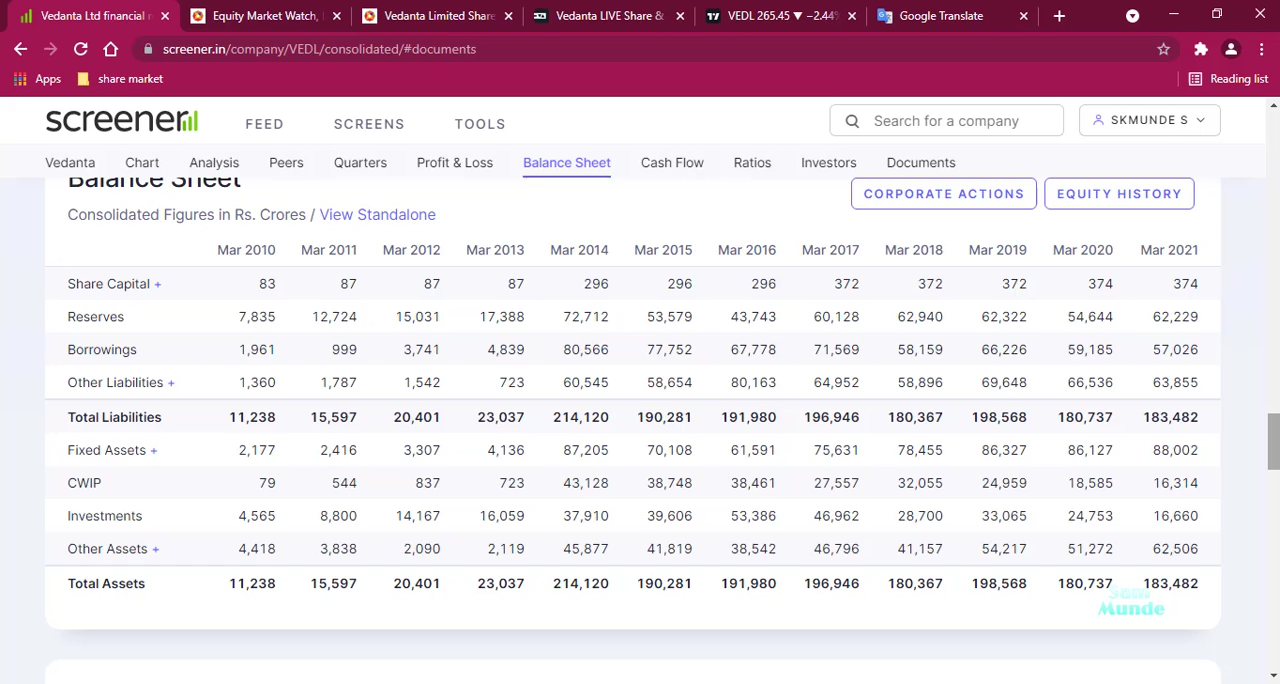 Vedanta Ltd financial r
Equity Market Watch,
Vedanta Limited Share
Vedanta LIVE Share &
VEDL 265.45 ▼ −2.44%
Google Translate
screener.in/company/VEDL/consolidated/#documents
Apps share market Reading list
screener FEED SCREENS TOOLS Search for a company SKMUNDE S
Vedanta Chart Analysis Peers Quarters Profit & Loss Balance Sheet Cash Flow Ratios Investors Documents
Balance Sheet CORPORATE ACTIONS EQUITY HISTORY
Consolidated Figures in Rs. Crores / View Standalone
Mar 2010 Mar 2011 Mar 2012 Mar 2013 Mar 2014 Mar 2015 Mar 2016 Mar 2017 Mar 2018 Mar 2019 Mar 2020 Mar 2021
Share Capital + 83 87 87 87 296 296 296 372 372 372 374 374
Reserves 7,835 12,724 15,031 17,388 72,712 53,579 43,743 60,128 62,940 62,322 54,644 62,229
Borrowings 1,961 999 3,741 4,839 80,566 77,752 67,778 71,569 58,159 66,226 59,185 57,026
Other Liabilities + 1,360 1,787 1,542 723 60,545 58,654 80,163 64,952 58,896 69,648 66,536 63,855
Total Liabilities 11,238 15,597 20,401 23,037 214,120 190,281 191,980 196,946 180,367 198,568 180,737 183,482
Fixed Assets + 2,177 2,416 3,307 4,136 87,205 70,108 61,591 75,631 78,455 86,327 86,127 88,002
CWIP 79 544 837 723 43,128 38,748 38,461 27,557 32,055 24,959 18,585 16,314
Investments 4,565 8,800 14,167 16,059 37,910 39,606 53,386 46,962 28,700 33,065 24,753 16,660
Other Assets + 4,418 3,838 2,090 2,119 45,877 41,819 38,542 46,796 41,157 54,217 51,272 62,506
Total Assets 11,238 15,597 20,401 23,037 214,120 190,281 191,980 196,946 180,367 198,568 180,737 183,482
Sam
Munde